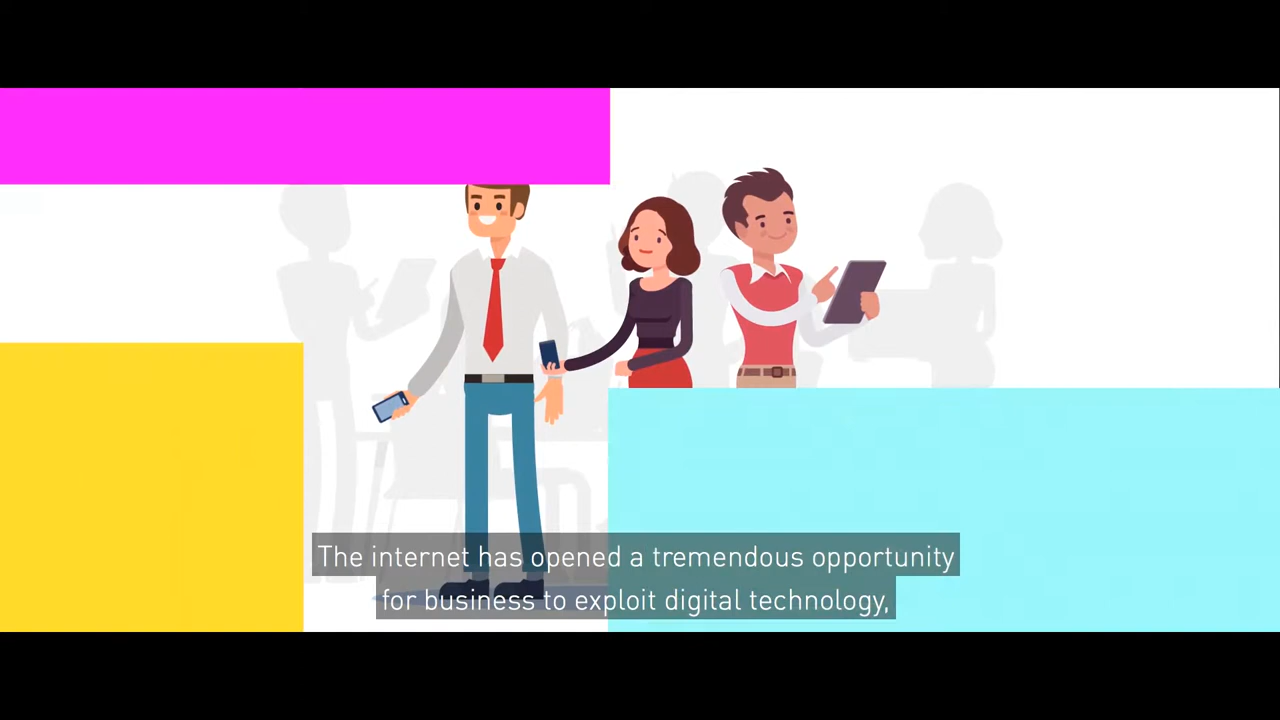 The internet has opened a tremendous opportunity
for business to exploit digital technology,